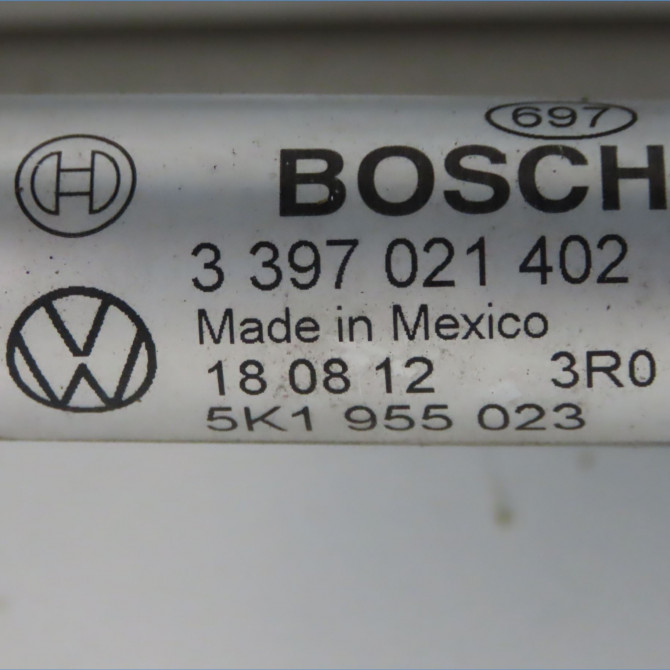 697
BOSCH
3 397 021 402
Made in Mexico
18 08 12 3R0
5K1 955 023